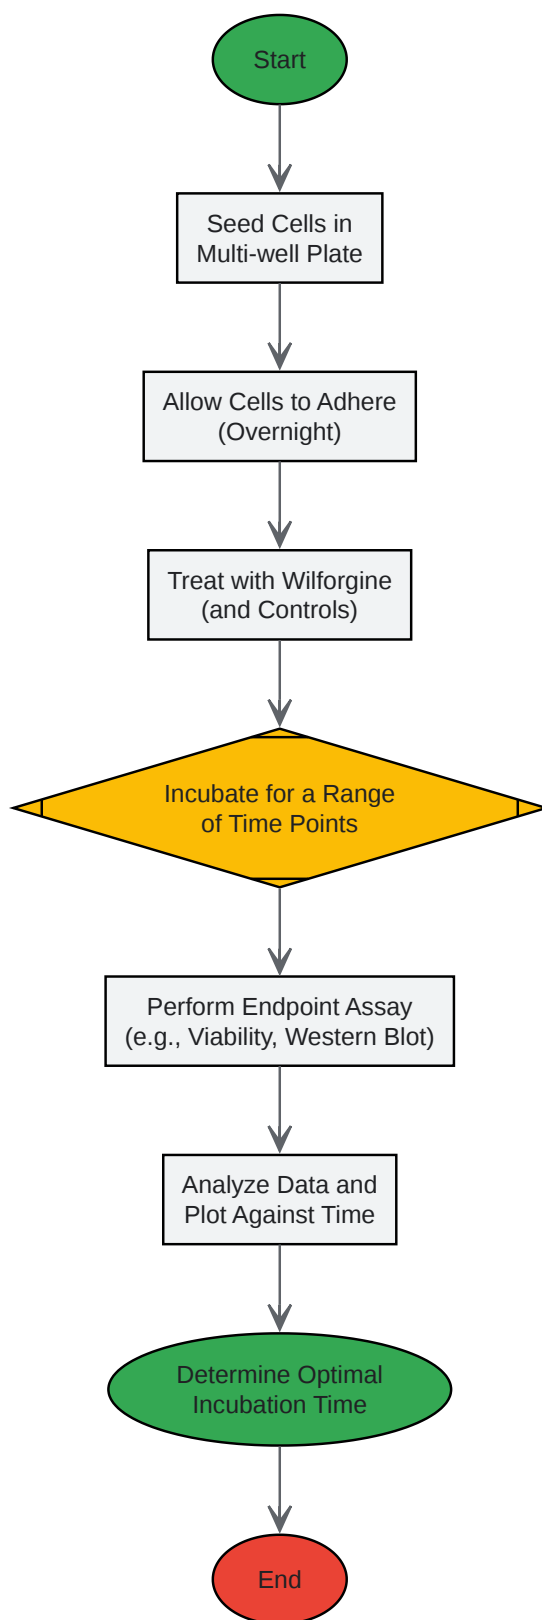 Start
Seed Cells in
Multi-well Plate
Allow Cells to Adhere
(Overnight)
Treat with Wilforgine
(and Controls)
Incubate for a Range
of Time Points
Perform Endpoint Assay
(e.g., Viability, Western Blot)
Analyze Data and
Plot Against Time
Determine Optimal
Incubation Time
End